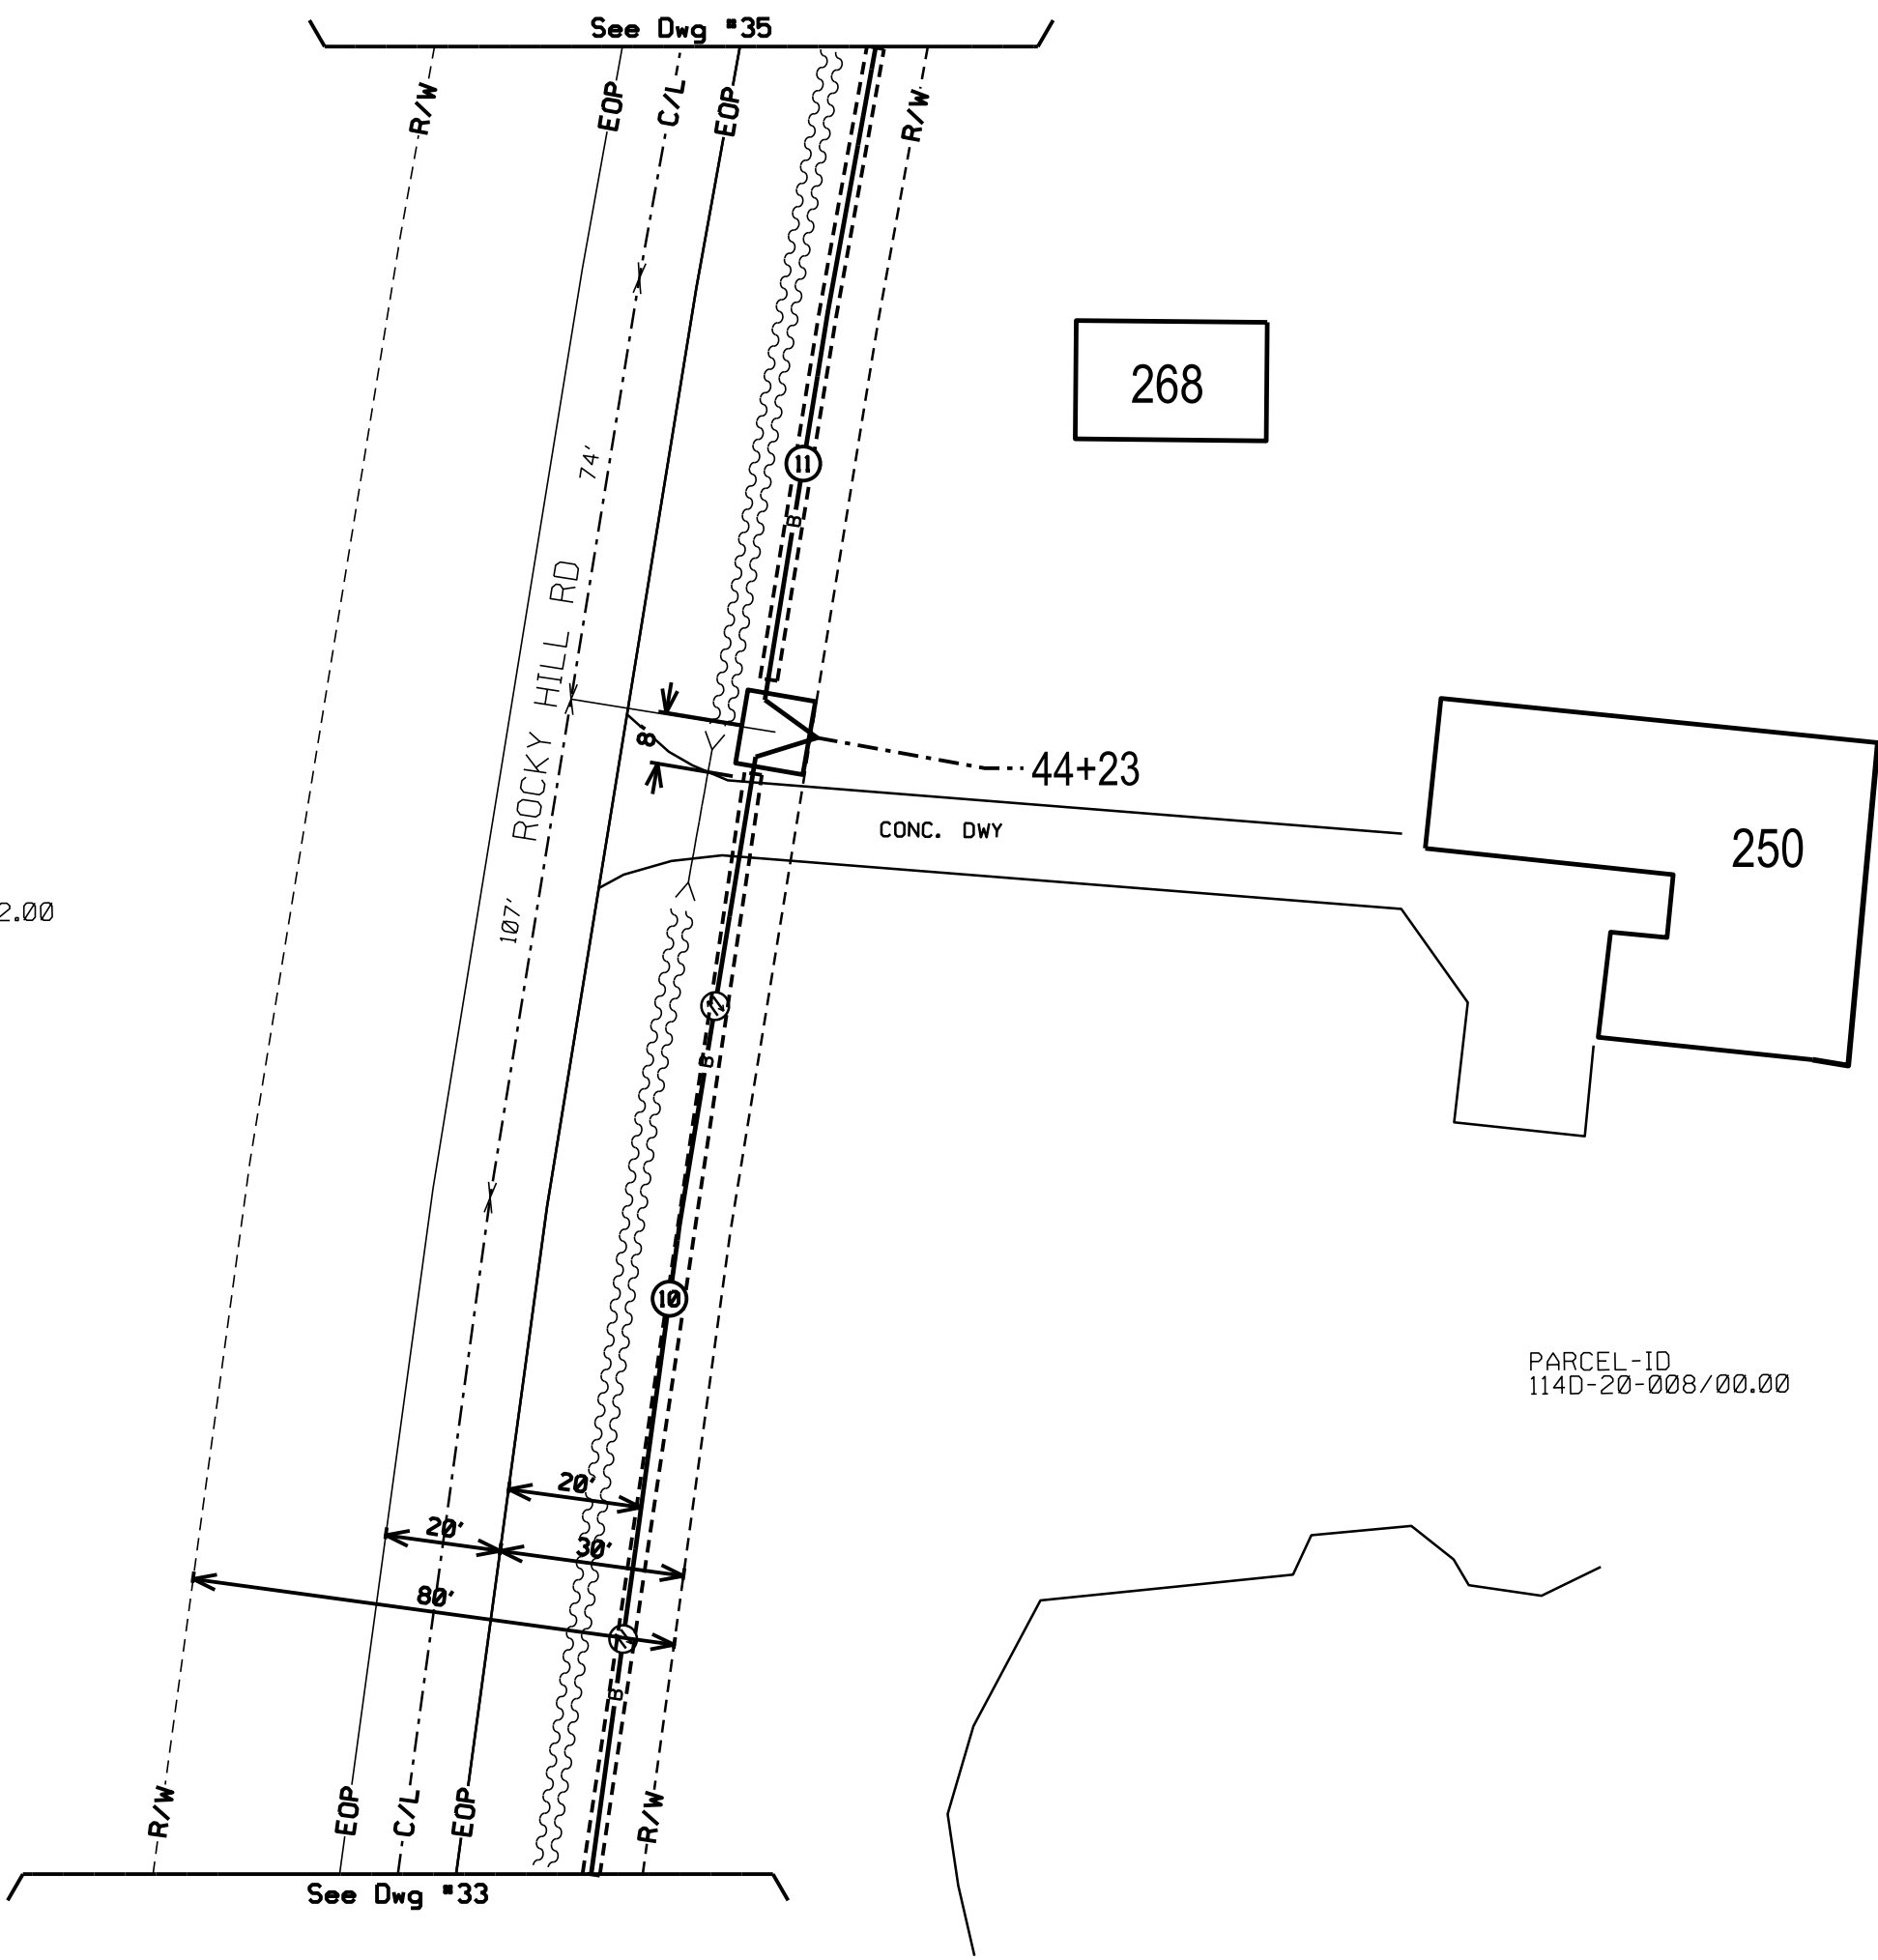 See Dwg "35
R/W
EOP
C/L
EOP
R/W
268
74'
11
B
ROCKY HILL RD
8'
44+23
CONC. DWY
250
2.00
107'
B
10
PARCEL-ID
114D-20-008/00.00
20'
20'
30'
80'
B
R/W
EOP
C/L
EOP
R/W
See Dwg "33